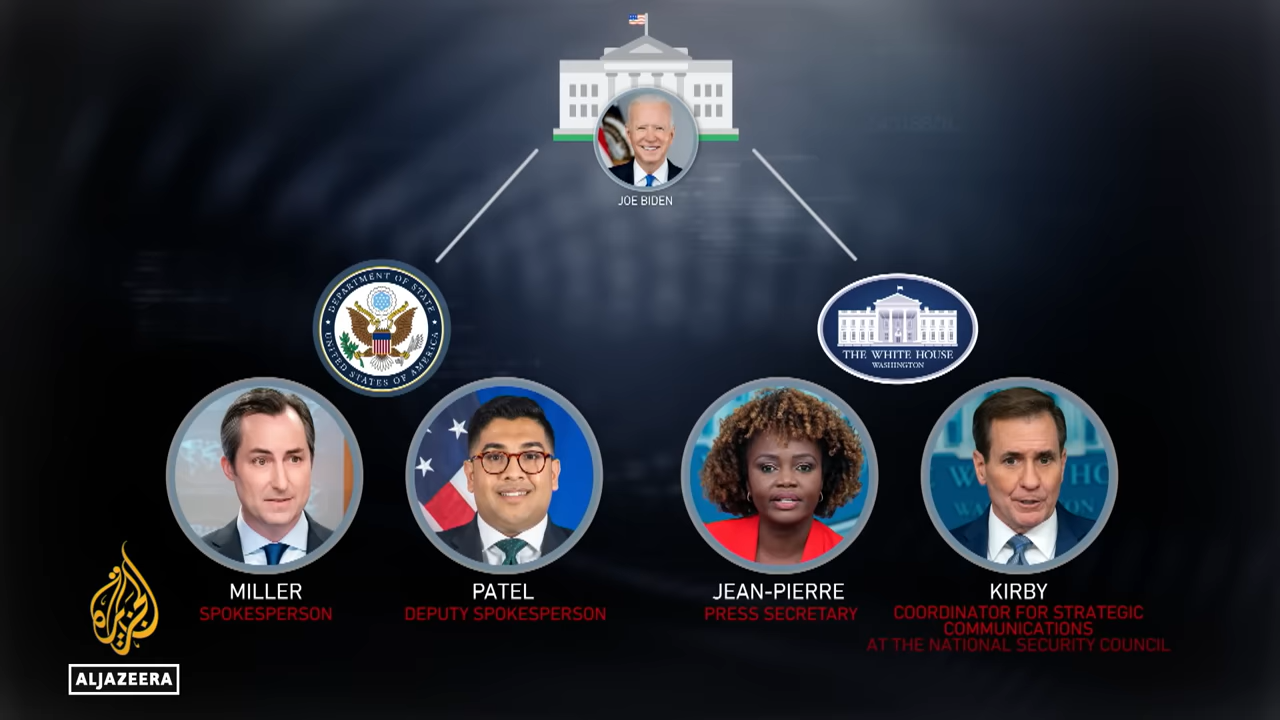 JOE BIDEN
DEPARTMENT OF STATE
UNITED STATES OF AMERICA
THE WHITE HOUSE
WASHINGTON
MILLER
SPOKESPERSON
PATEL
DEPUTY SPOKESPERSON
JEAN-PIERRE
PRESS SECRETARY
KIRBY
COORDINATOR FOR STRATEGIC
COMMUNICATIONS
AT THE NATIONAL SECURITY COUNCIL
الجزيرة
ALJAZEERA